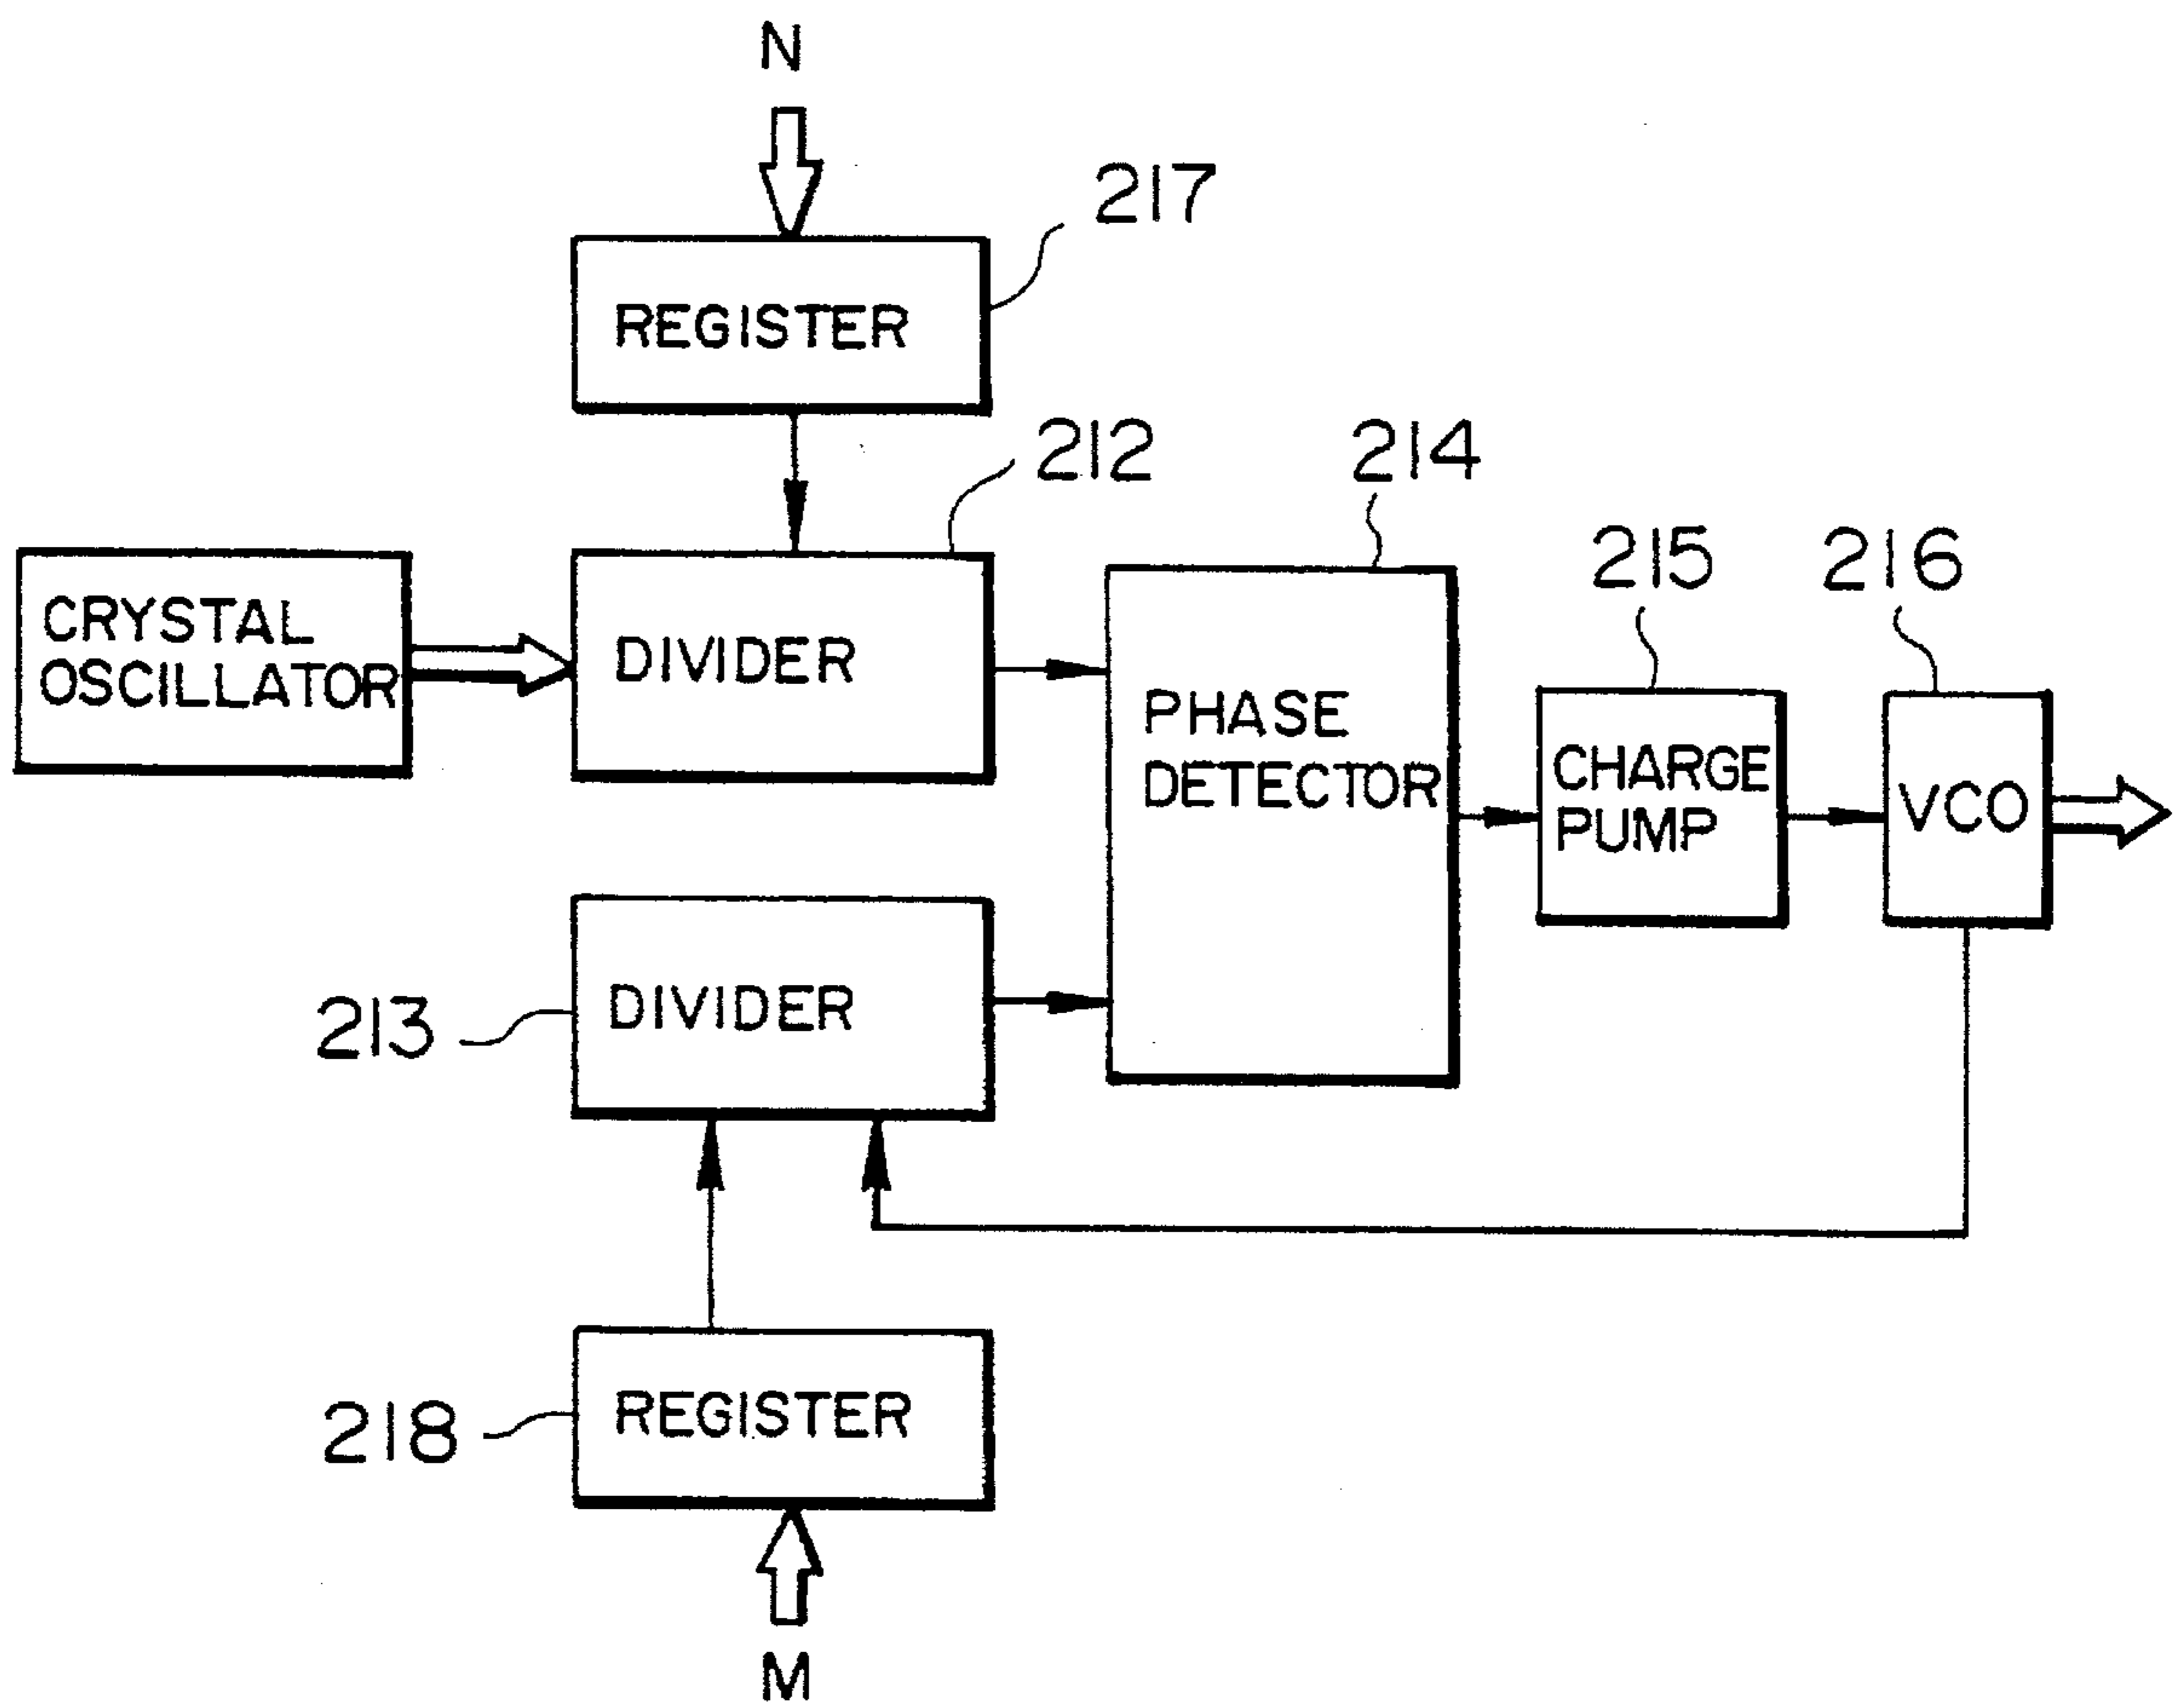 N
217
REGISTER
212
214
215
216
CRYSTAL
OSCILLATOR
DIVIDER
PHASE
DETECTOR
CHARGE
PUMP
VCO
213
DIVIDER
218
REGISTER
M